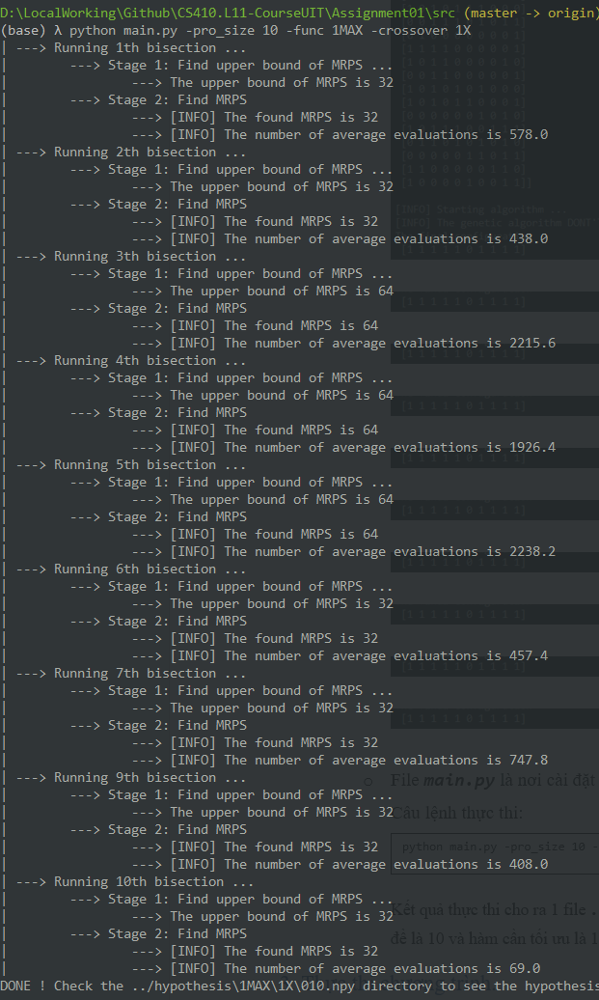 D:\LocalWorking\Github\CS410.L11-CourseUIT\Assignment01\src (master -> origin)
(base) λ python main.py -pro_size 10 -func 1MAX -crossover 1X
| ---> Running 1th bisection ...
|        ---> Stage 1: Find upper bound of MRPS ...
|                ---> The upper bound of MRPS is 32
|        ---> Stage 2: Find MRPS
|                ---> [INFO] The found MRPS is 32
|                ---> [INFO] The number of average evaluations is 578.0
| ---> Running 2th bisection ...
|        ---> Stage 1: Find upper bound of MRPS ...
|                ---> The upper bound of MRPS is 32
|        ---> Stage 2: Find MRPS
|                ---> [INFO] The found MRPS is 32
|                ---> [INFO] The number of average evaluations is 438.0
| ---> Running 3th bisection ...
|        ---> Stage 1: Find upper bound of MRPS ...
|                ---> The upper bound of MRPS is 64
|        ---> Stage 2: Find MRPS
|                ---> [INFO] The found MRPS is 64
|                ---> [INFO] The number of average evaluations is 2215.6
| ---> Running 4th bisection ...
|        ---> Stage 1: Find upper bound of MRPS ...
|                ---> The upper bound of MRPS is 64
|        ---> Stage 2: Find MRPS
|                ---> [INFO] The found MRPS is 64
|                ---> [INFO] The number of average evaluations is 1926.4
| ---> Running 5th bisection ...
|        ---> Stage 1: Find upper bound of MRPS ...
|                ---> The upper bound of MRPS is 64
|        ---> Stage 2: Find MRPS
|                ---> [INFO] The found MRPS is 64
|                ---> [INFO] The number of average evaluations is 2238.2
| ---> Running 6th bisection ...
|        ---> Stage 1: Find upper bound of MRPS ...
|                ---> The upper bound of MRPS is 32
|        ---> Stage 2: Find MRPS
|                ---> [INFO] The found MRPS is 32
|                ---> [INFO] The number of average evaluations is 457.4
| ---> Running 7th bisection ...
|        ---> Stage 1: Find upper bound of MRPS ...
|                ---> The upper bound of MRPS is 32
|        ---> Stage 2: Find MRPS
|                ---> [INFO] The found MRPS is 32
|                ---> [INFO] The number of average evaluations is 747.8
| ---> Running 9th bisection ...
|        ---> Stage 1: Find upper bound of MRPS ...
|                ---> The upper bound of MRPS is 32
|        ---> Stage 2: Find MRPS
|                ---> [INFO] The found MRPS is 32
|                ---> [INFO] The number of average evaluations is 408.0
| ---> Running 10th bisection ...
|        ---> Stage 1: Find upper bound of MRPS ...
|                ---> The upper bound of MRPS is 32
|        ---> Stage 2: Find MRPS
|                ---> [INFO] The found MRPS is 32
|                ---> [INFO] The number of average evaluations is 69.0
DONE ! Check the ../hypothesis\1MAX\1X\010.npy directory to see the hypothesis
[INFO] Starting algorithm ...
File main.py là nơi cài đặt
Câu lệnh thực thi:
python main.py -pro_size 10 -
Kết quả thực thi cho ra 1 file .
đề là 10 và hàm cần tối ưu là 1